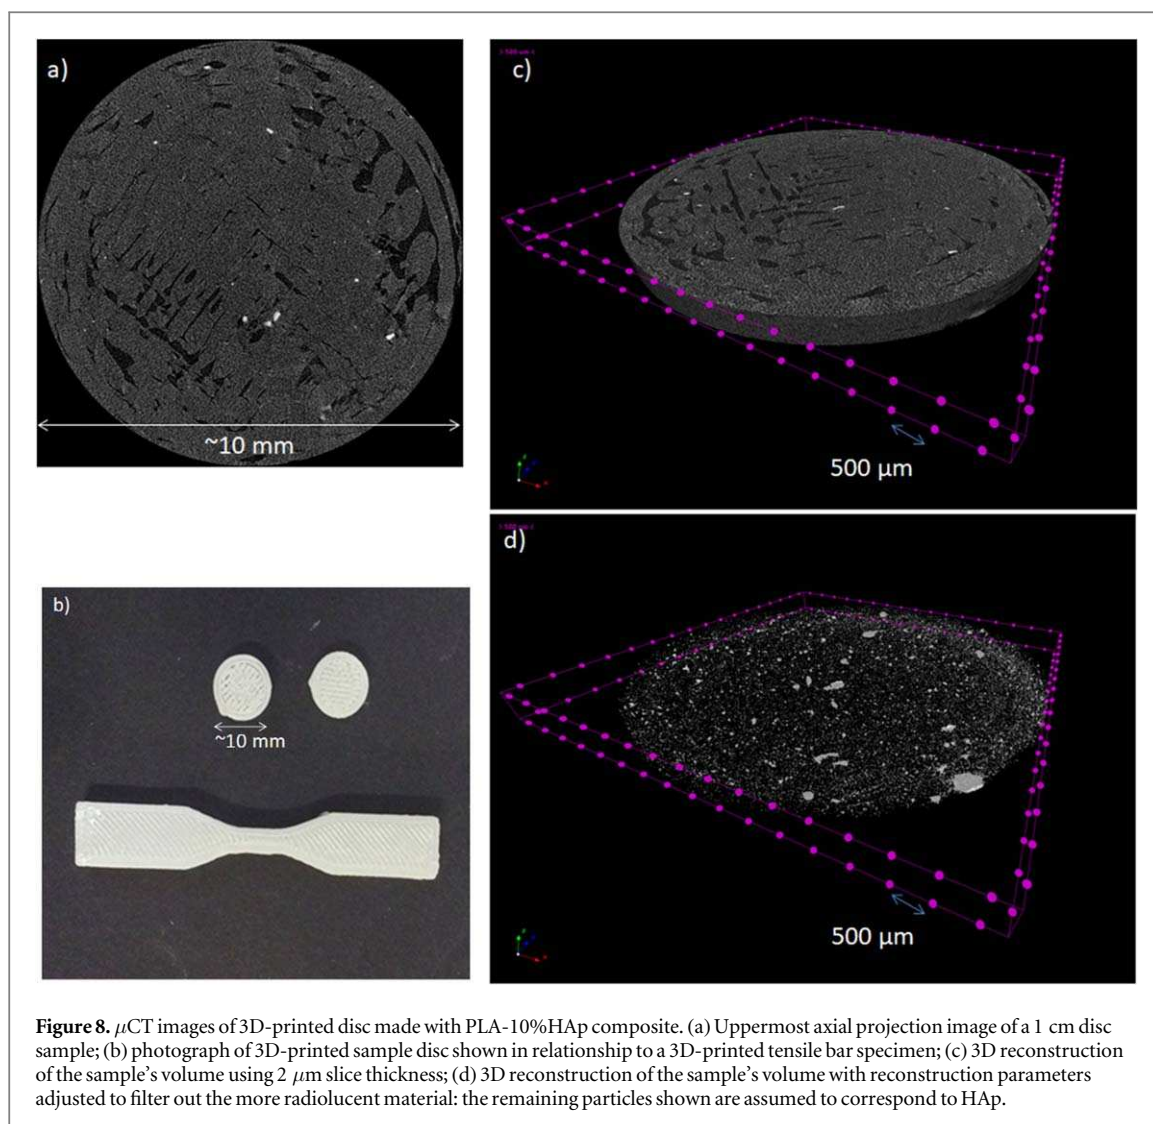 a)
~10 mm
b)
~10 mm
c)
500 µm
500 µm
d)
500 µm
500 µm
Figure 8. µCT images of 3D-printed disc made with PLA-10%HAp composite. (a) Uppermost axial projection image of a 1 cm disc
sample; (b) photograph of 3D-printed sample disc shown in relationship to a 3D-printed tensile bar specimen; (c) 3D reconstruction
of the sample's volume using 2 µm slice thickness; (d) 3D reconstruction of the sample's volume with reconstruction parameters
adjusted to filter out the more radiolucent material: the remaining particles shown are assumed to correspond to HAp.